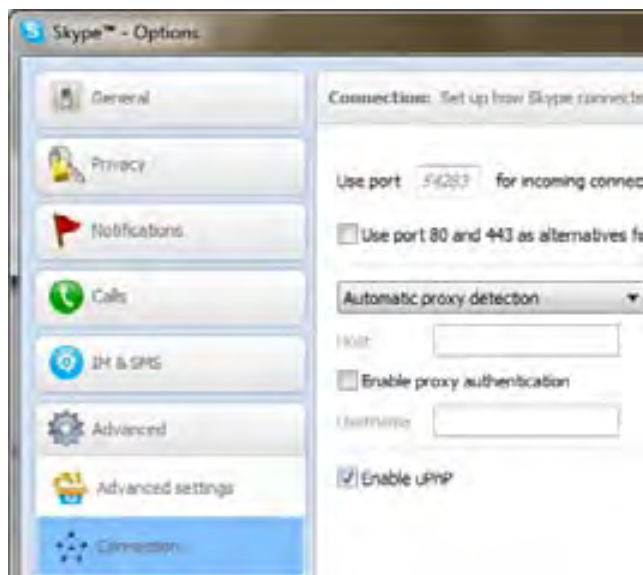 Skype™ - Options
General
Privacy
Notifications
Calls
IM & SMS
Advanced
Advanced settings
Connection
Connection: Set up how Skype connects
Use port 54283 for incoming connec
Use port 80 and 443 as alternatives fo
Automatic proxy detection
Host
Enable proxy authentication
Username
Enable uPnP